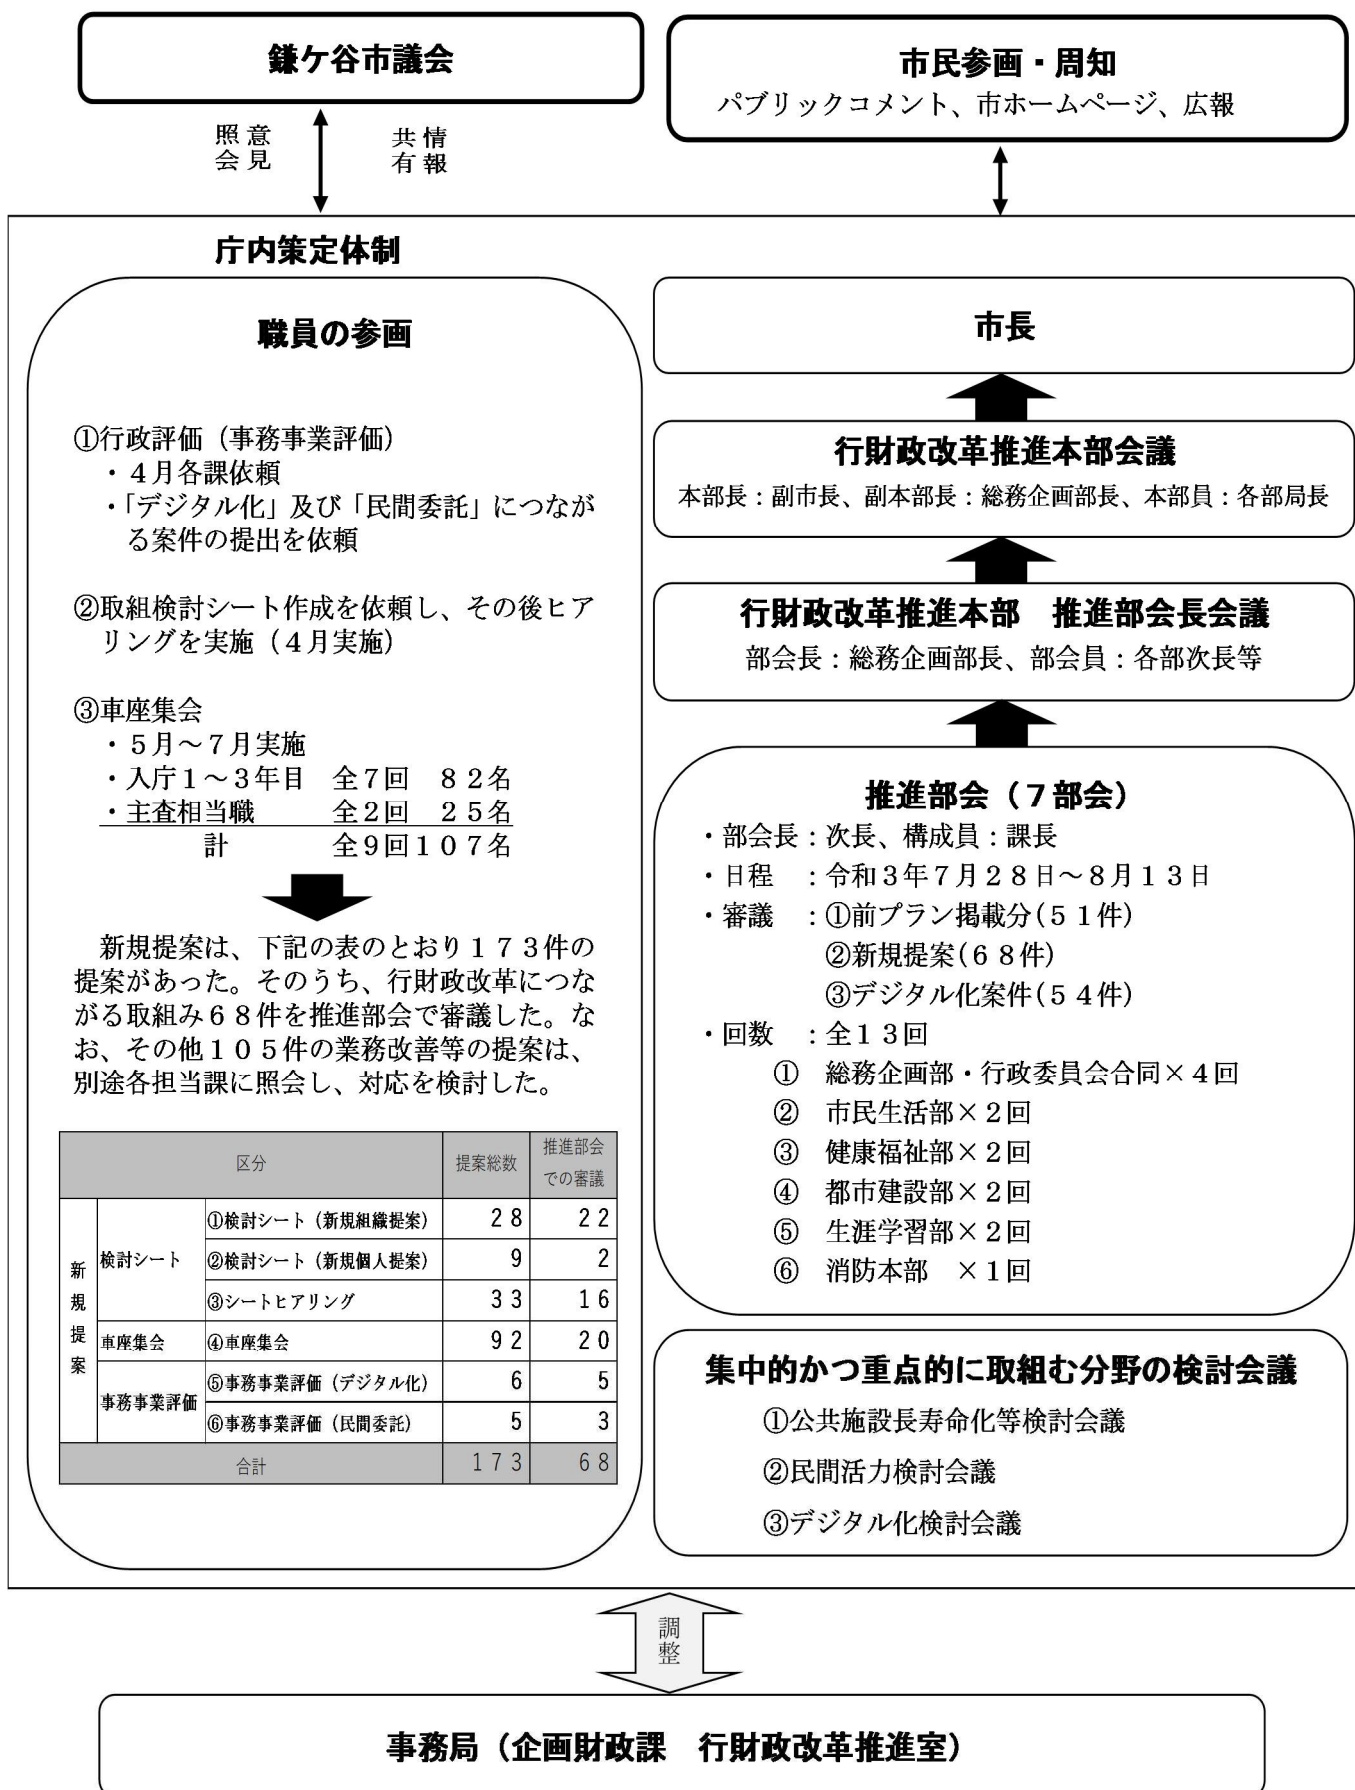 鎌ケ谷市議会
市民参画・周知
パブリックコメント、市ホームページ、広報
意見
照会
情報
共有
庁内策定体制
職員の参画
①行政評価（事務事業評価）
・４月各課依頼
・「デジタル化」及び「民間委託」につなが
る案件の提出を依頼
②取組検討シート作成を依頼し、その後ヒア
リングを実施（４月実施）
③車座集会
・５月～７月実施
・入庁１～３年目　全７回　８２名
・主査相当職　全２回　２５名
計　全９回１０７名
新規提案は、下記の表のとおり１７３件の
提案があった。そのうち、行財政改革につな
がる取組み６８件を推進部会で審議した。な
お、その他１０５件の業務改善等の提案は、
別途各担当課に照会し、対応を検討した。
区分　提案総数　推進部会
での審議
新規提案
検討シート
①検討シート（新規組織提案）　２８　２２
②検討シート（新規個人提案）　９　２
③シートヒアリング　３３　１６
車座集会　④車座集会　９２　２０
事務事業評価
⑤事務事業評価（デジタル化）　６　５
⑥事務事業評価（民間委託）　５　３
合計　１７３　６８
市長
行財政改革推進本部会議
本部長：副市長、副本部長：総務企画部長、本部員：各部局長
行財政改革推進本部　推進部会長会議
部会長：総務企画部長、部会員：各部次長等
推進部会（７部会）
・部会長：次長、構成員：課長
・日程　：令和３年７月２８日～８月１３日
・審議　：①前プラン掲載分(５１件)
②新規提案(６８件)
③デジタル化案件(５４件)
・回数　：全１３回
①　総務企画部・行政委員会合同×４回
②　市民生活部×２回
③　健康福祉部×２回
④　都市建設部×２回
⑤　生涯学習部×２回
⑥　消防本部　×１回
集中的かつ重点的に取組む分野の検討会議
①公共施設長寿命化等検討会議
②民間活力検討会議
③デジタル化検討会議
調整
事務局（企画財政課　行財政改革推進室）